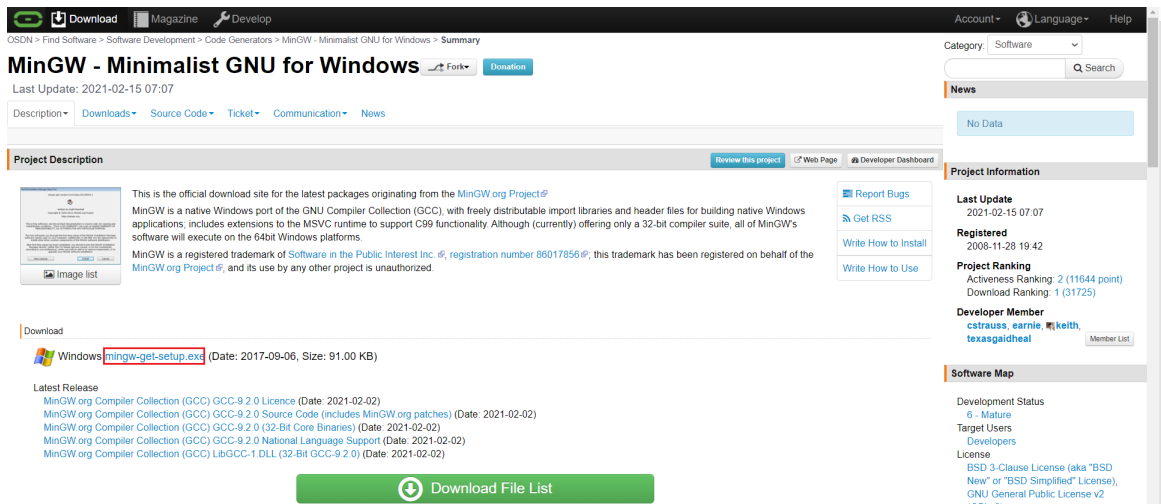 Download Magazine Develop Account Language Help
OSDN > Find Software > Software Development > Code Generators > MinGW - Minimalist GNU for Windows > Summary
MinGW - Minimalist GNU for Windows Fork Donation
Last Update: 2021-02-15 07:07
Description Downloads Source Code Ticket Communication News
Project Description Review this project Web Page Developer Dashboard
Image list
This is the official download site for the latest packages originating from the MinGW.org Project
MinGW is a native Windows port of the GNU Compiler Collection (GCC), with freely distributable import libraries and header files for building native Windows
applications; includes extensions to the MSVC runtime to support C99 functionality. Although (currently) offering only a 32-bit compiler suite, all of MinGW's
software will execute on the 64bit Windows platforms.
MinGW is a registered trademark of Software in the Public Interest Inc. , registration number 86017856 ; this trademark has been registered on behalf of the
MinGW.org Project , and its use by any other project is unauthorized.
Report Bugs
Get RSS
Write How to Install
Write How to Use
Download
Windows mingw-get-setup.exe (Date: 2017-09-06, Size: 91.00 KB)
Latest Release
MinGW.org Compiler Collection (GCC) GCC-9.2.0 Licence (Date: 2021-02-02)
MinGW.org Compiler Collection (GCC) GCC-9.2.0 Source Code (includes MinGW.org patches) (Date: 2021-02-02)
MinGW.org Compiler Collection (GCC) GCC-9.2.0 (32-Bit Core Binaries) (Date: 2021-02-02)
MinGW.org Compiler Collection (GCC) GCC-9.2.0 National Language Support (Date: 2021-02-02)
MinGW.org Compiler Collection (GCC) LibGCC-1.DLL (32-Bit GCC-9.2.0) (Date: 2021-02-02)
Download File List
Category: Software
Search
News
No Data
Project Information
Last Update
2021-02-15 07:07
Registered
2008-11-28 19:42
Project Ranking
Activeness Ranking: 2 (11644 point)
Download Ranking: 1 (31725)
Developer Member
cstrauss, earnie, keith,
texasgaidheal Member List
Software Map
Development Status
6 - Mature
Target Users
Developers
License
BSD 3-Clause License (aka "BSD
New" or "BSD Simplified" License),
GNU General Public License v2